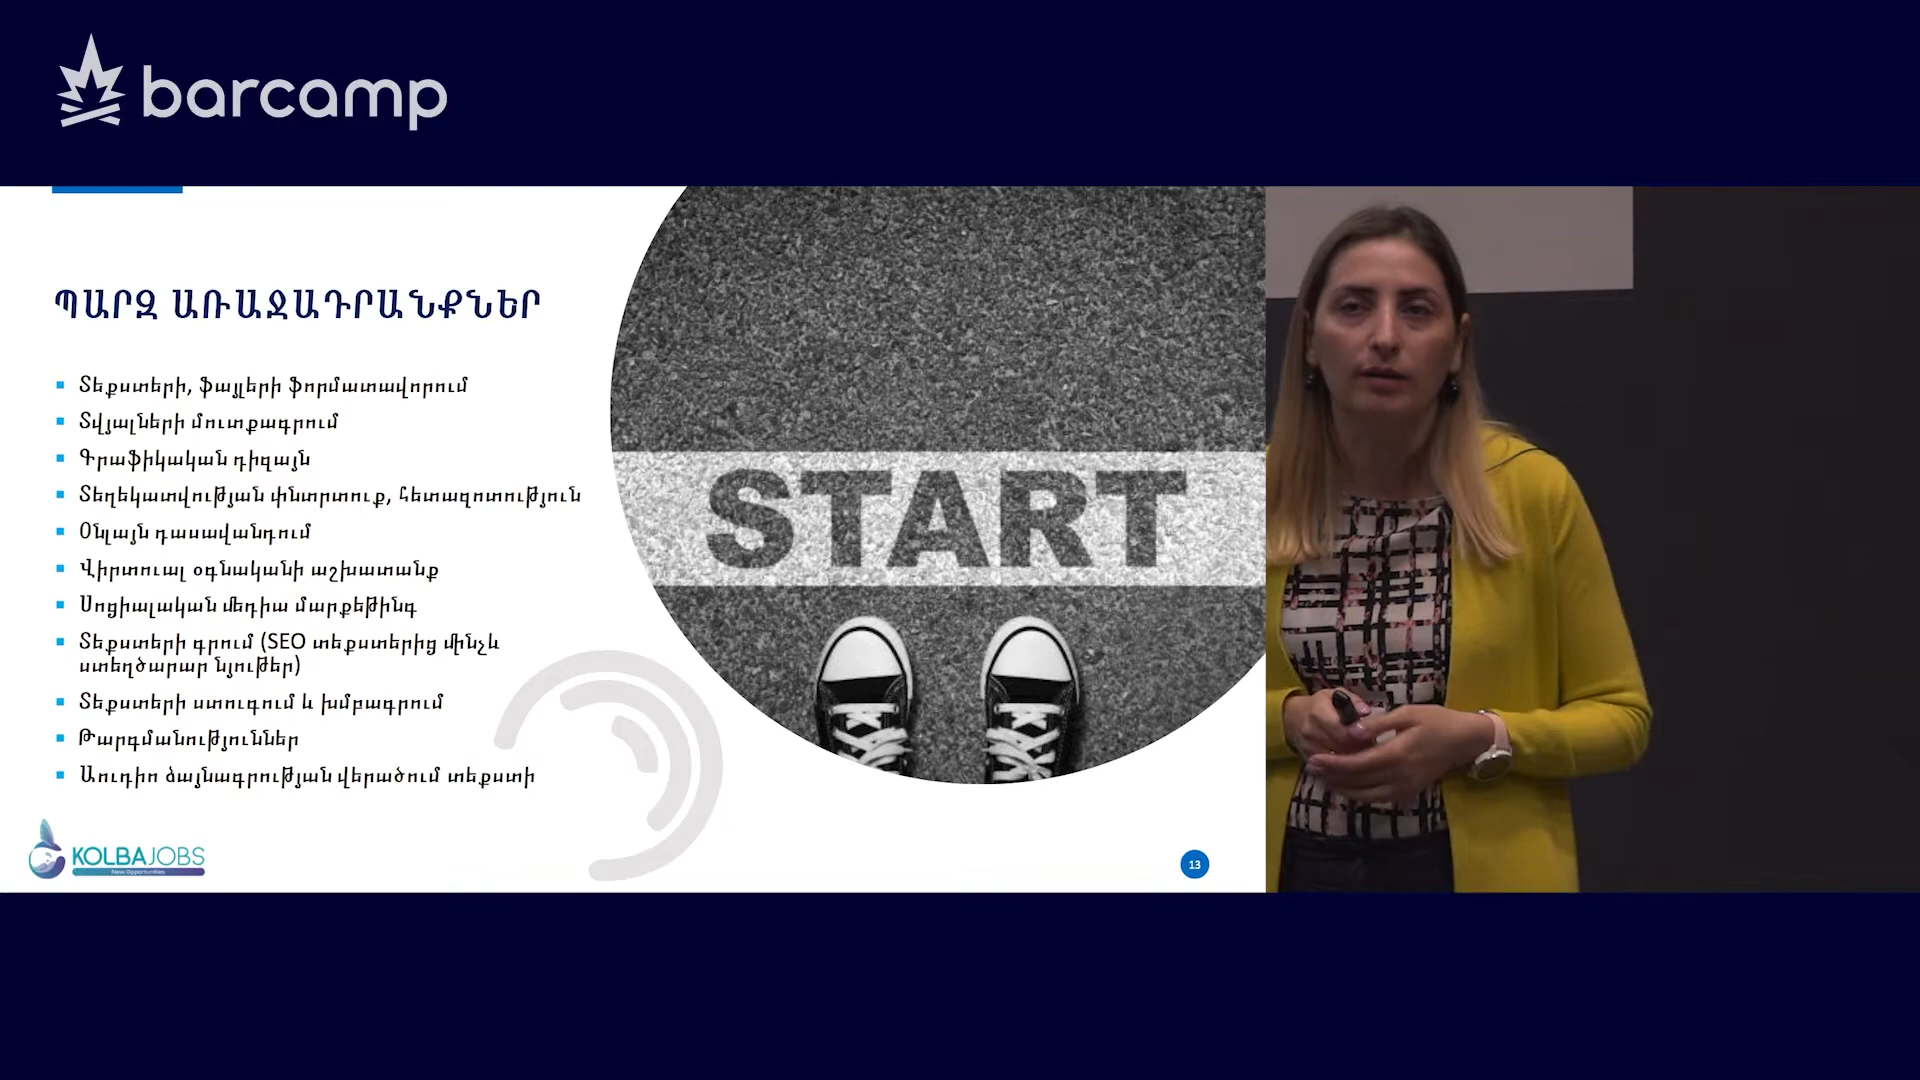 barcamp
ՊԱՐԶ ԱՌԱՋԱԴՐԱՆՔՆԵՐ
Տեքստերի, ֆայլերի ֆորմատավորում
Տվյալների մուտքագրում
Գրաֆիկական դիզայն
Տեղեկատվության փնտրտուք, հետազոտություն
Օնլայն դասավանդում
Վիրտուալ օգնականի աշխատանք
Սոցիալական մեդիա մարքեթինգ
Տեքստերի գրում (SEO տեքստերից մինչև
ստեղծարար նյութեր)
Տեքստերի ստուգում և խմբագրում
Թարգմանություններ
Աուդիո ձայնագրության վերածում տեքստի
START
KOLBAJOBS
New Opportunities
13